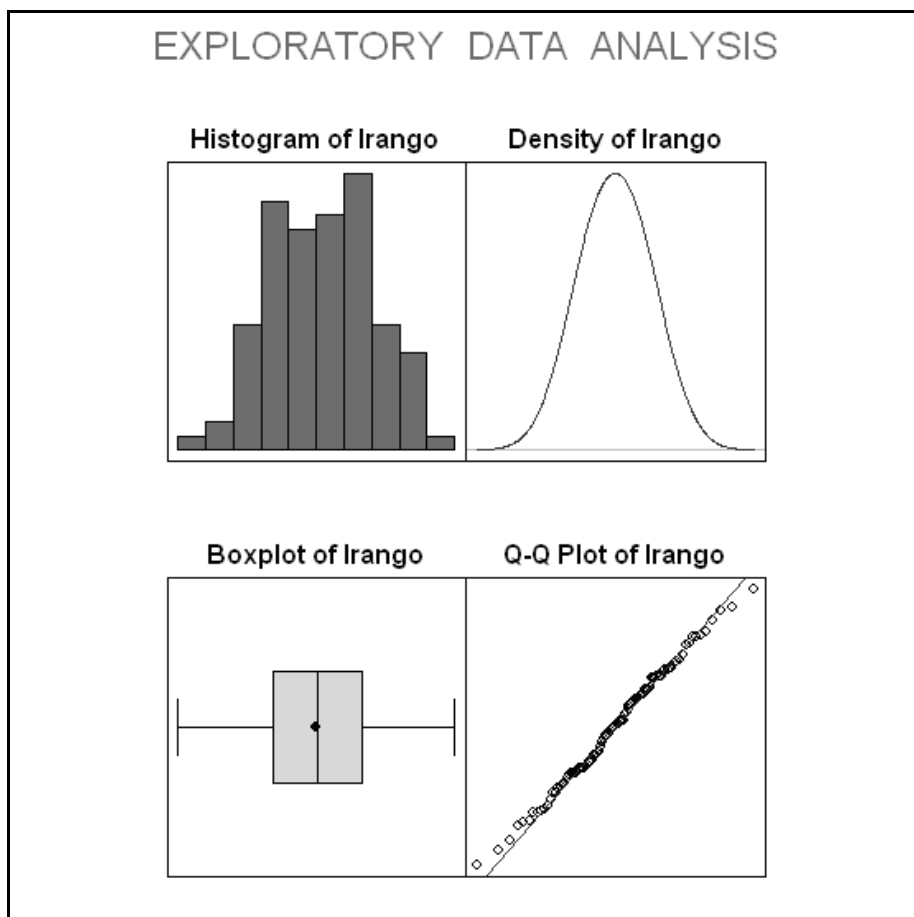 EXPLORATORY DATA ANALYSIS
Histogram of Irango
Density of Irango
Boxplot of Irango
Q-Q Plot of Irango